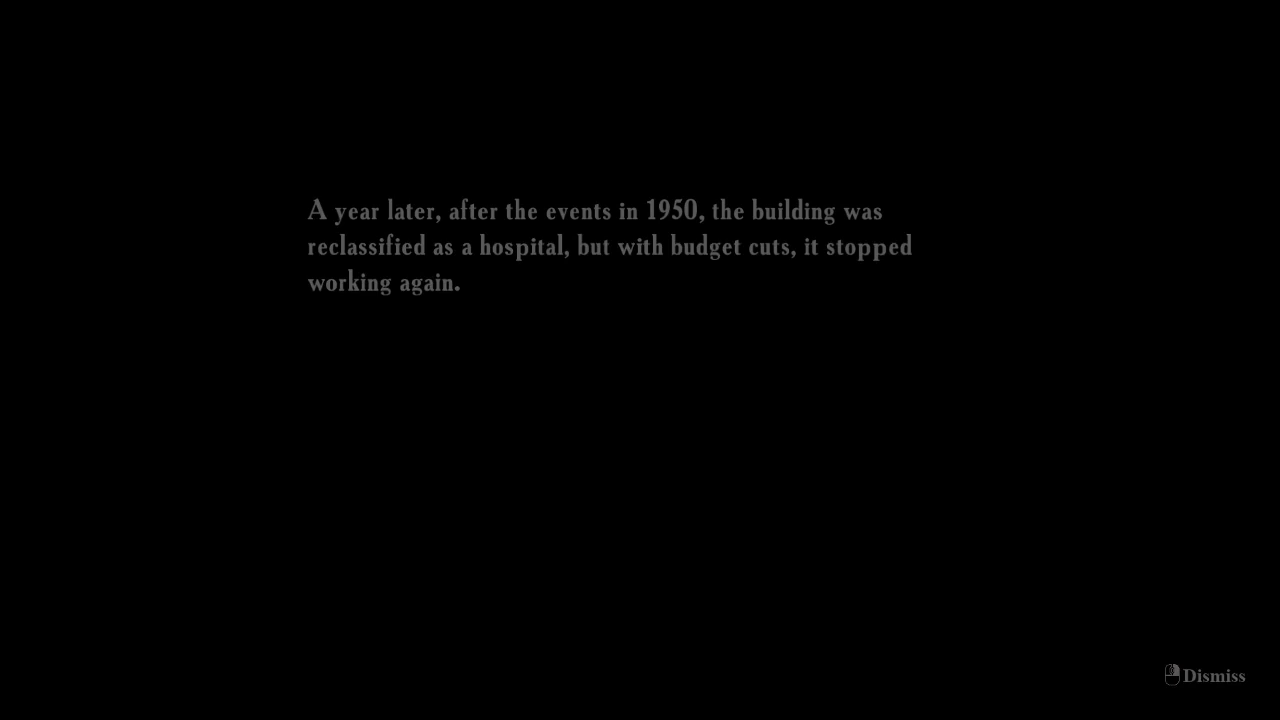 A year later, after the events in 1950, the building was
reclassified as a hospital, but with budget cuts, it stopped
working again.
Dismiss